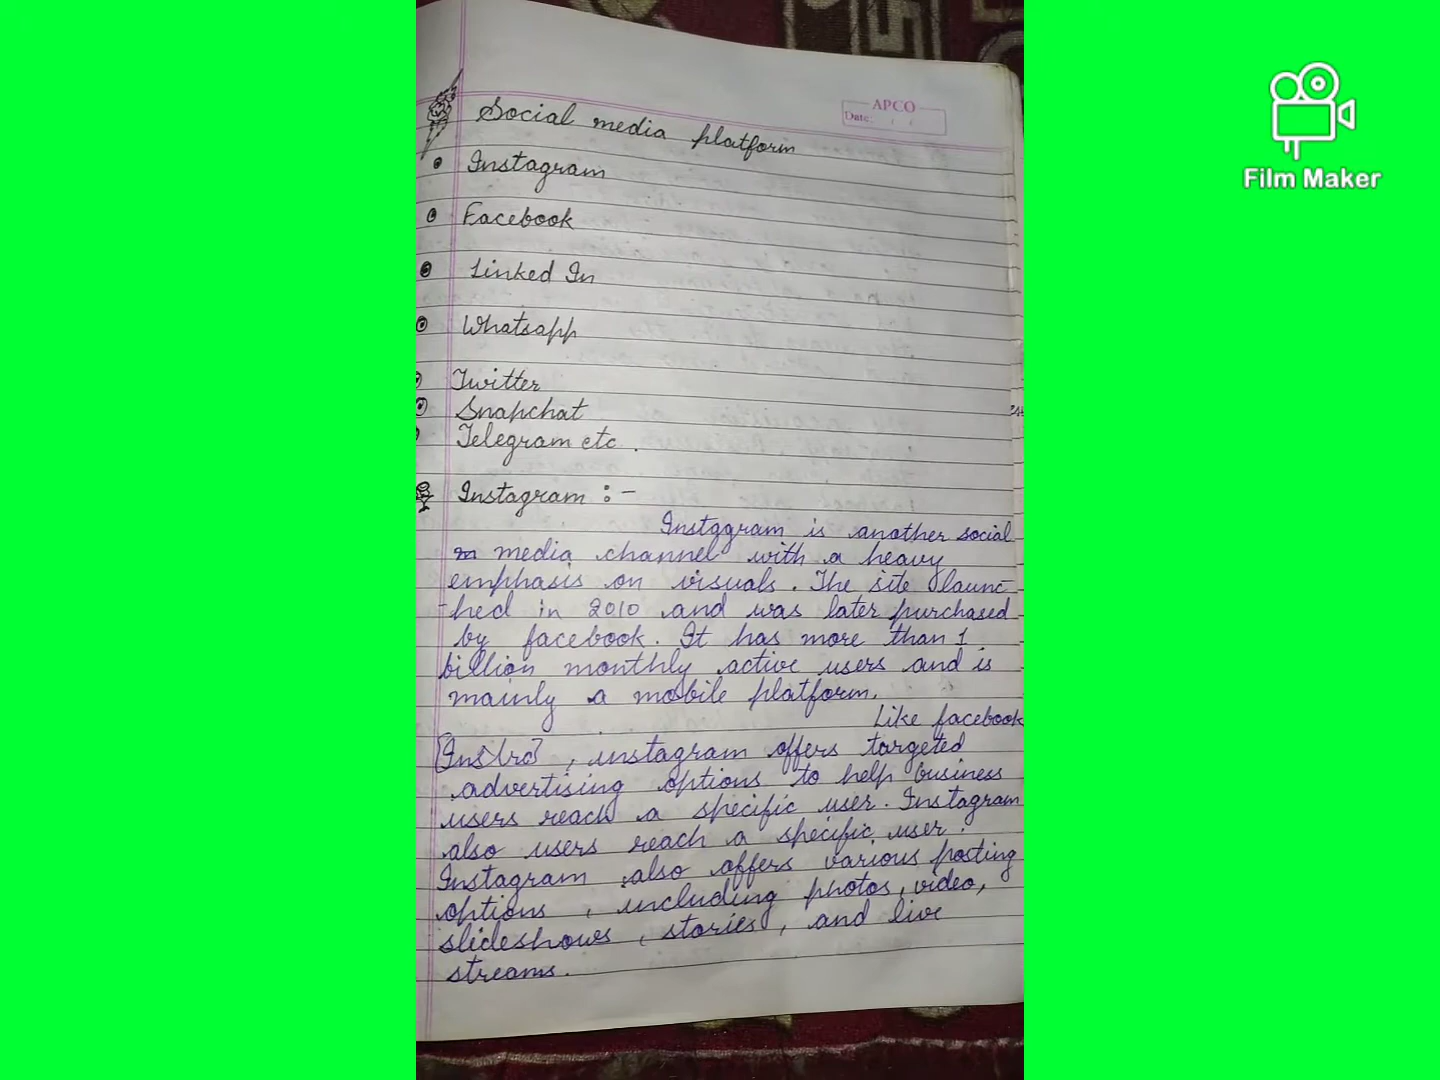 APCO
Date:
Social media platform
Instagram
Facebook
Linked In
Whatsapp
Twitter
Snapchat
Telegram etc.
Instagram :-
Instagram is another social
m media channel with a heavy
emphasis on visuals. The site launc-
-hed in 2010 and was later purchased
by facebook. It has more than 1
billion monthly active users and is
mainly a mobile platform.
Like facebook
, instagram offers targeted
advertising options to help business
users reach a specific user. Instagram
also users reach a specific user.
Instagram also offers various posting
options, including photos, video,
slideshows, stories, and live
streams.
Film Maker